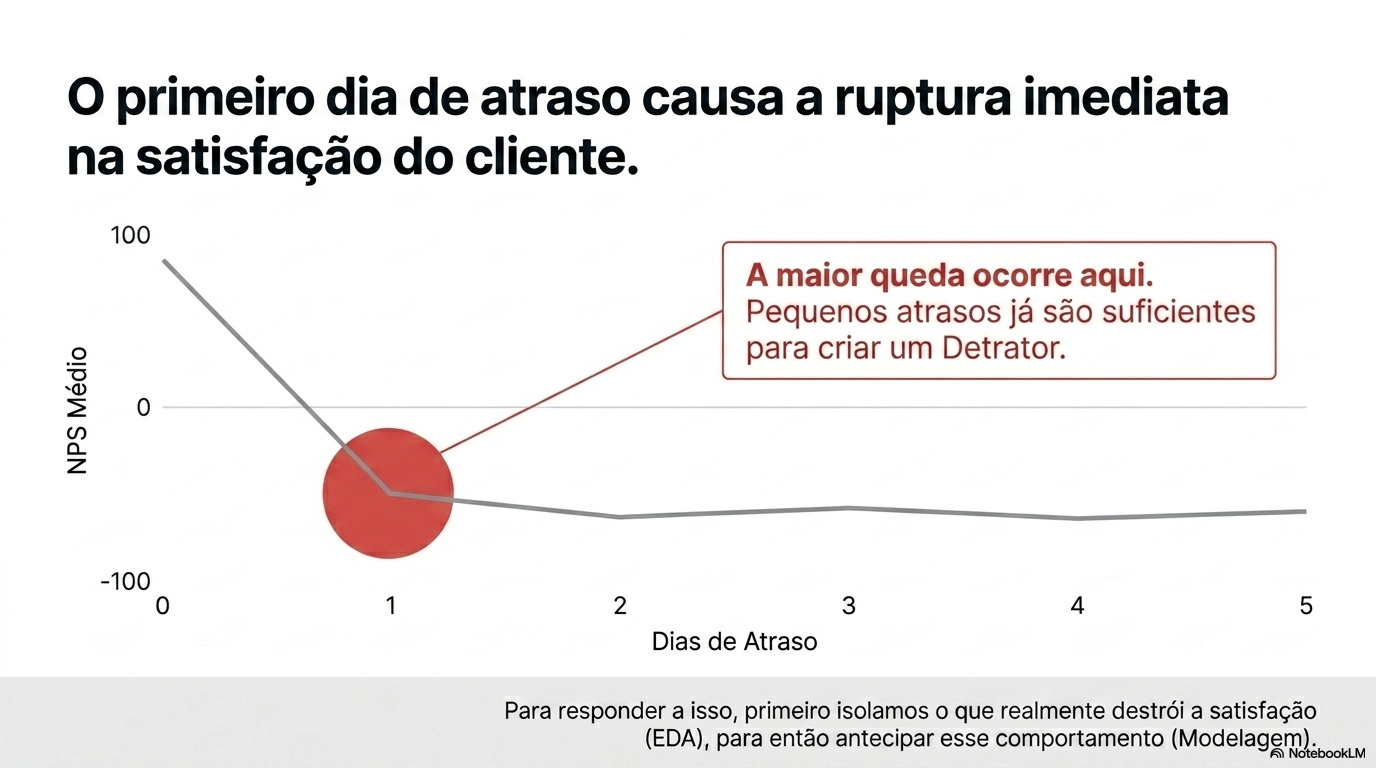 O primeiro dia de atraso causa a ruptura imediata
na satisfação do cliente.
100
A maior queda ocorre aqui.
Pequenos atrasos já são suficientes
para criar um Detrator.
NPS Médio
0
-100
0 1 2 3 4 5
Dias de Atraso
Para responder a isso, primeiro isolamos o que realmente destrói a satisfação
(EDA), para então antecipar esse comportamento (Modelagem).
NotebookLM